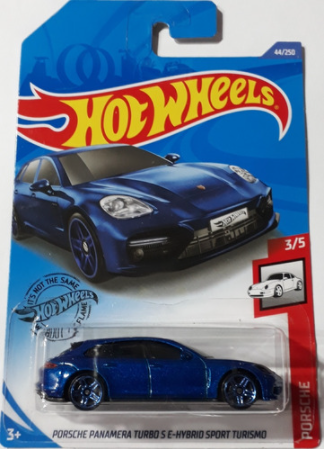 44/250
HOT WHEELS
3/5
IT'S NOT THE SAME
HOT WHEELS
FLAME
3+
PORSCHE PANAMERA TURBO S E-HYBRID SPORT TURISMO
PORSCHE